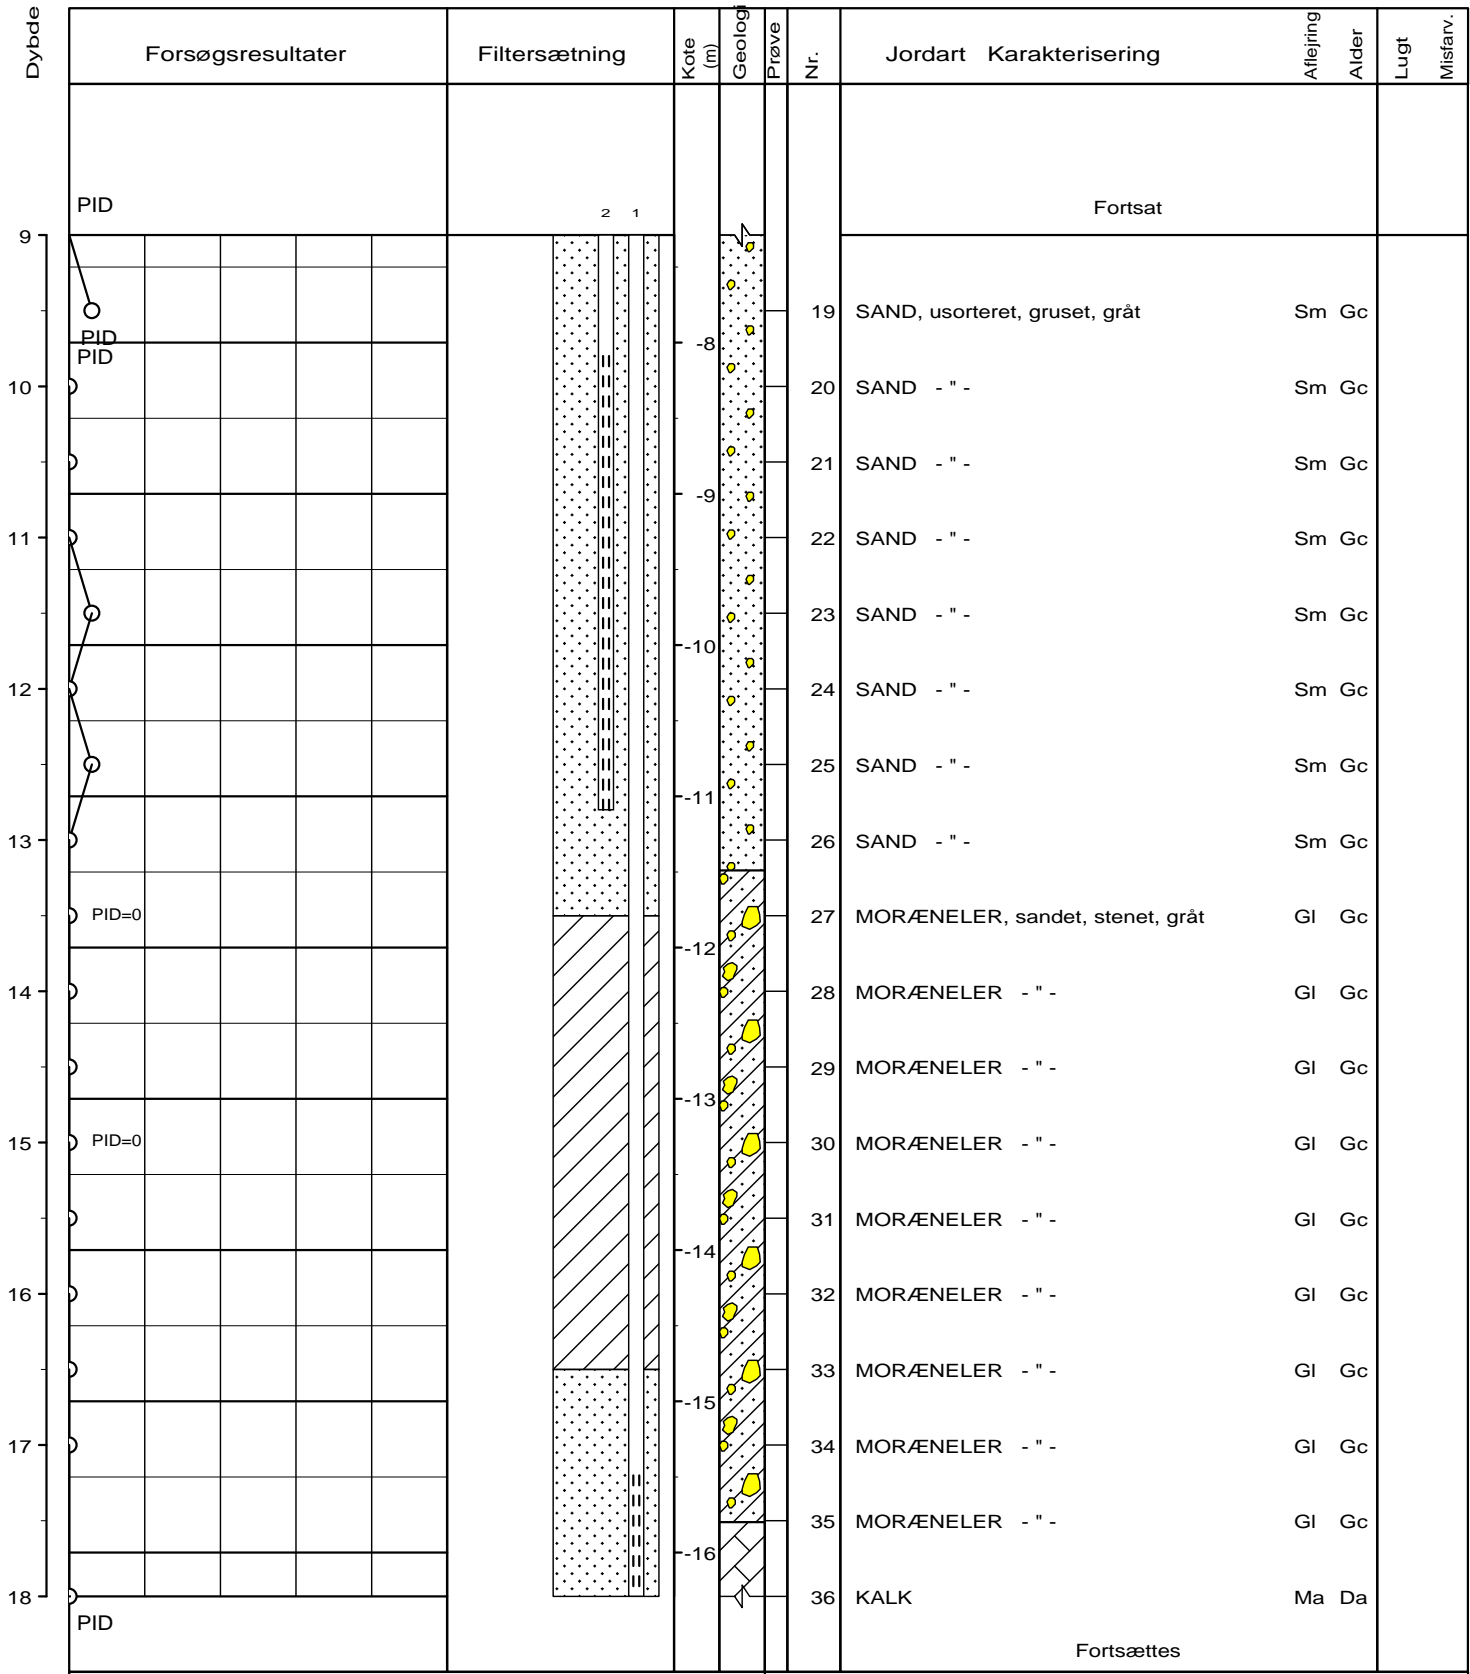 Dybde Forsøgsresultater Filtersætning Kote (m) Geologi Prøve Nr. Jordart Karakterisering Aflejring Alder Lugt Misfarv.
PID 2 1 Fortsat
9
19 SAND, usorteret, gruset, gråt Sm Gc
PID -8
PID
10 20 SAND - " - Sm Gc
21 SAND - " - Sm Gc
-9
11 22 SAND - " - Sm Gc
23 SAND - " - Sm Gc
-10
12 24 SAND - " - Sm Gc
25 SAND - " - Sm Gc
-11
13 26 SAND - " - Sm Gc
PID=0 27 MORÆNELER, sandet, stenet, gråt Gl Gc
-12
14 28 MORÆNELER - " - Gl Gc
29 MORÆNELER - " - Gl Gc
-13
15 PID=0 30 MORÆNELER - " - Gl Gc
31 MORÆNELER - " - Gl Gc
-14
16 32 MORÆNELER - " - Gl Gc
33 MORÆNELER - " - Gl Gc
-15
17 34 MORÆNELER - " - Gl Gc
35 MORÆNELER - " - Gl Gc
-16
18 36 KALK Ma Da
PID
Fortsættes